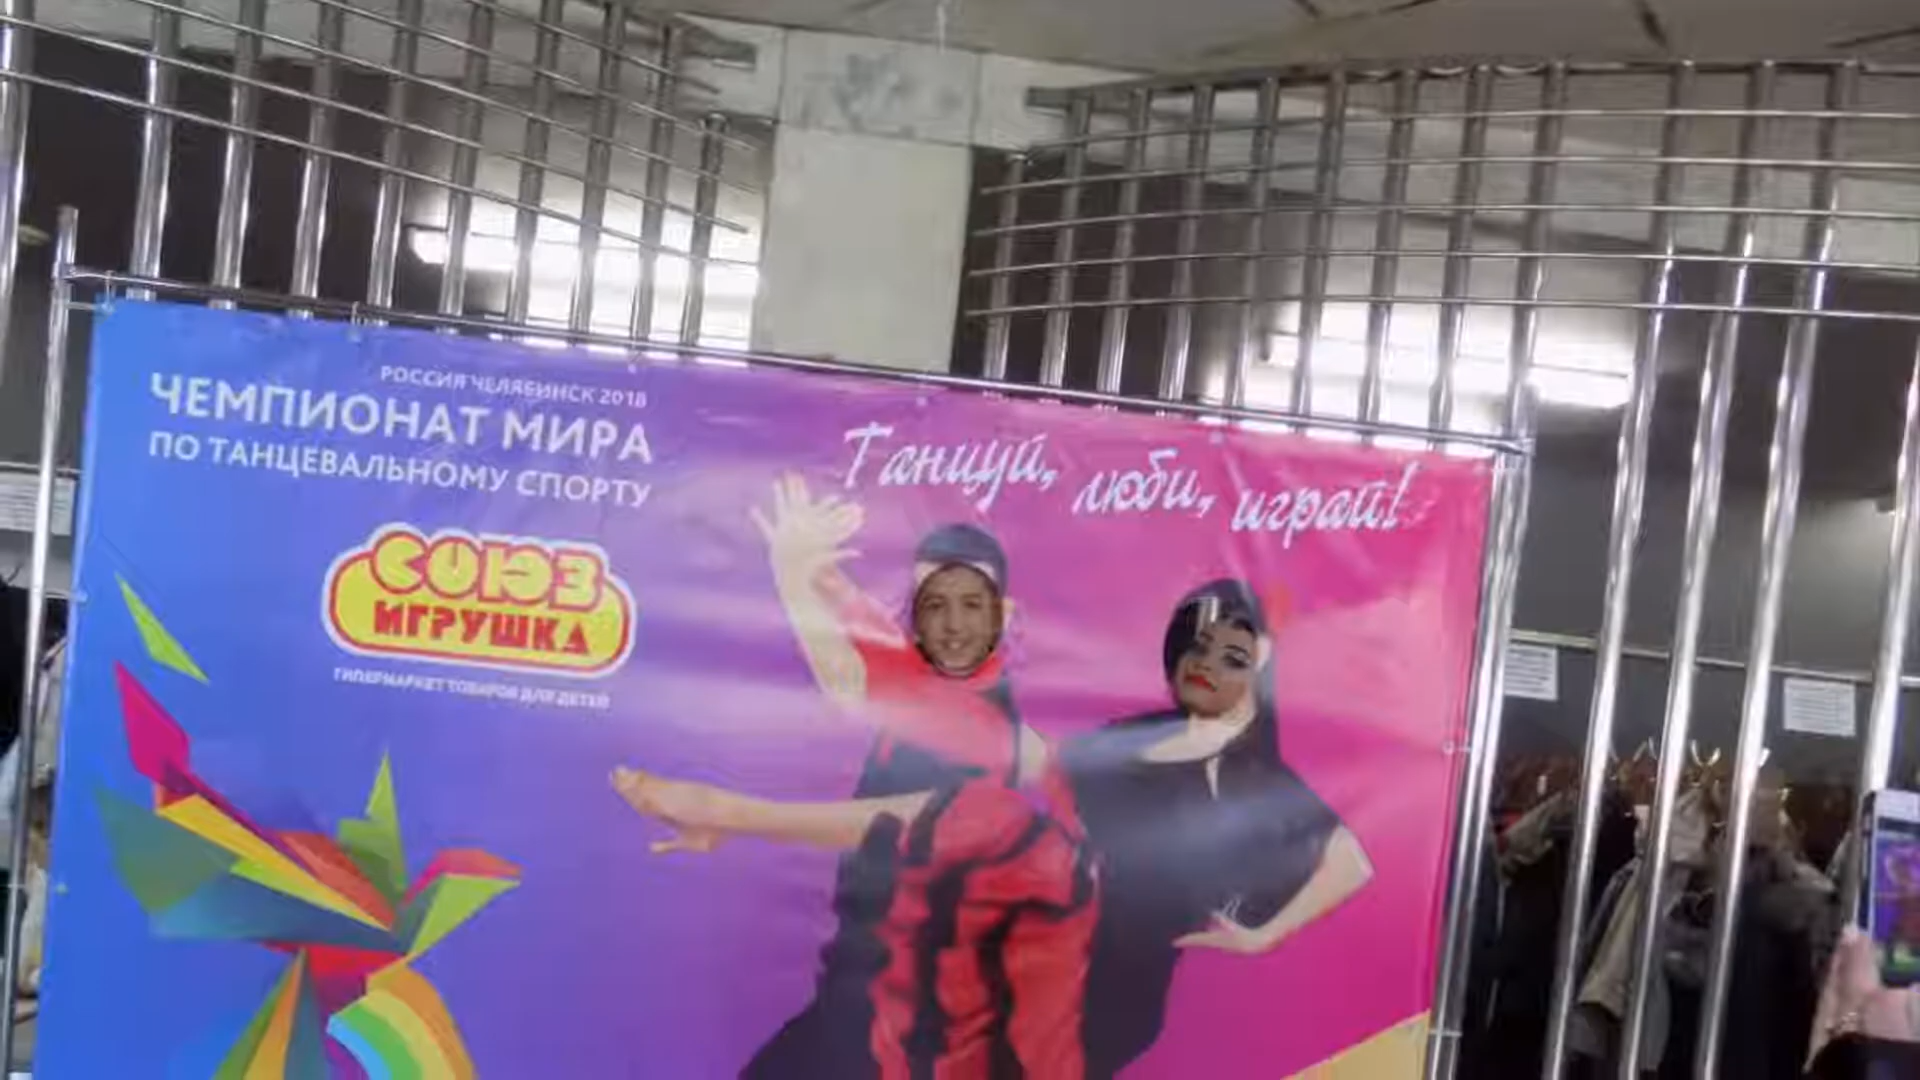 РОССИЯ ЧЕЛЯБИНСК 2018
ЧЕМПИОНАТ МИРА
ПО ТАНЦЕВАЛЬНОМУ СПОРТУ
Танцуй, люби, играй!
СОЮЗ
ИГРУШКА
ГИПЕРМАРКЕТ ТОВАРОВ ДЛЯ ДЕТЕЙ